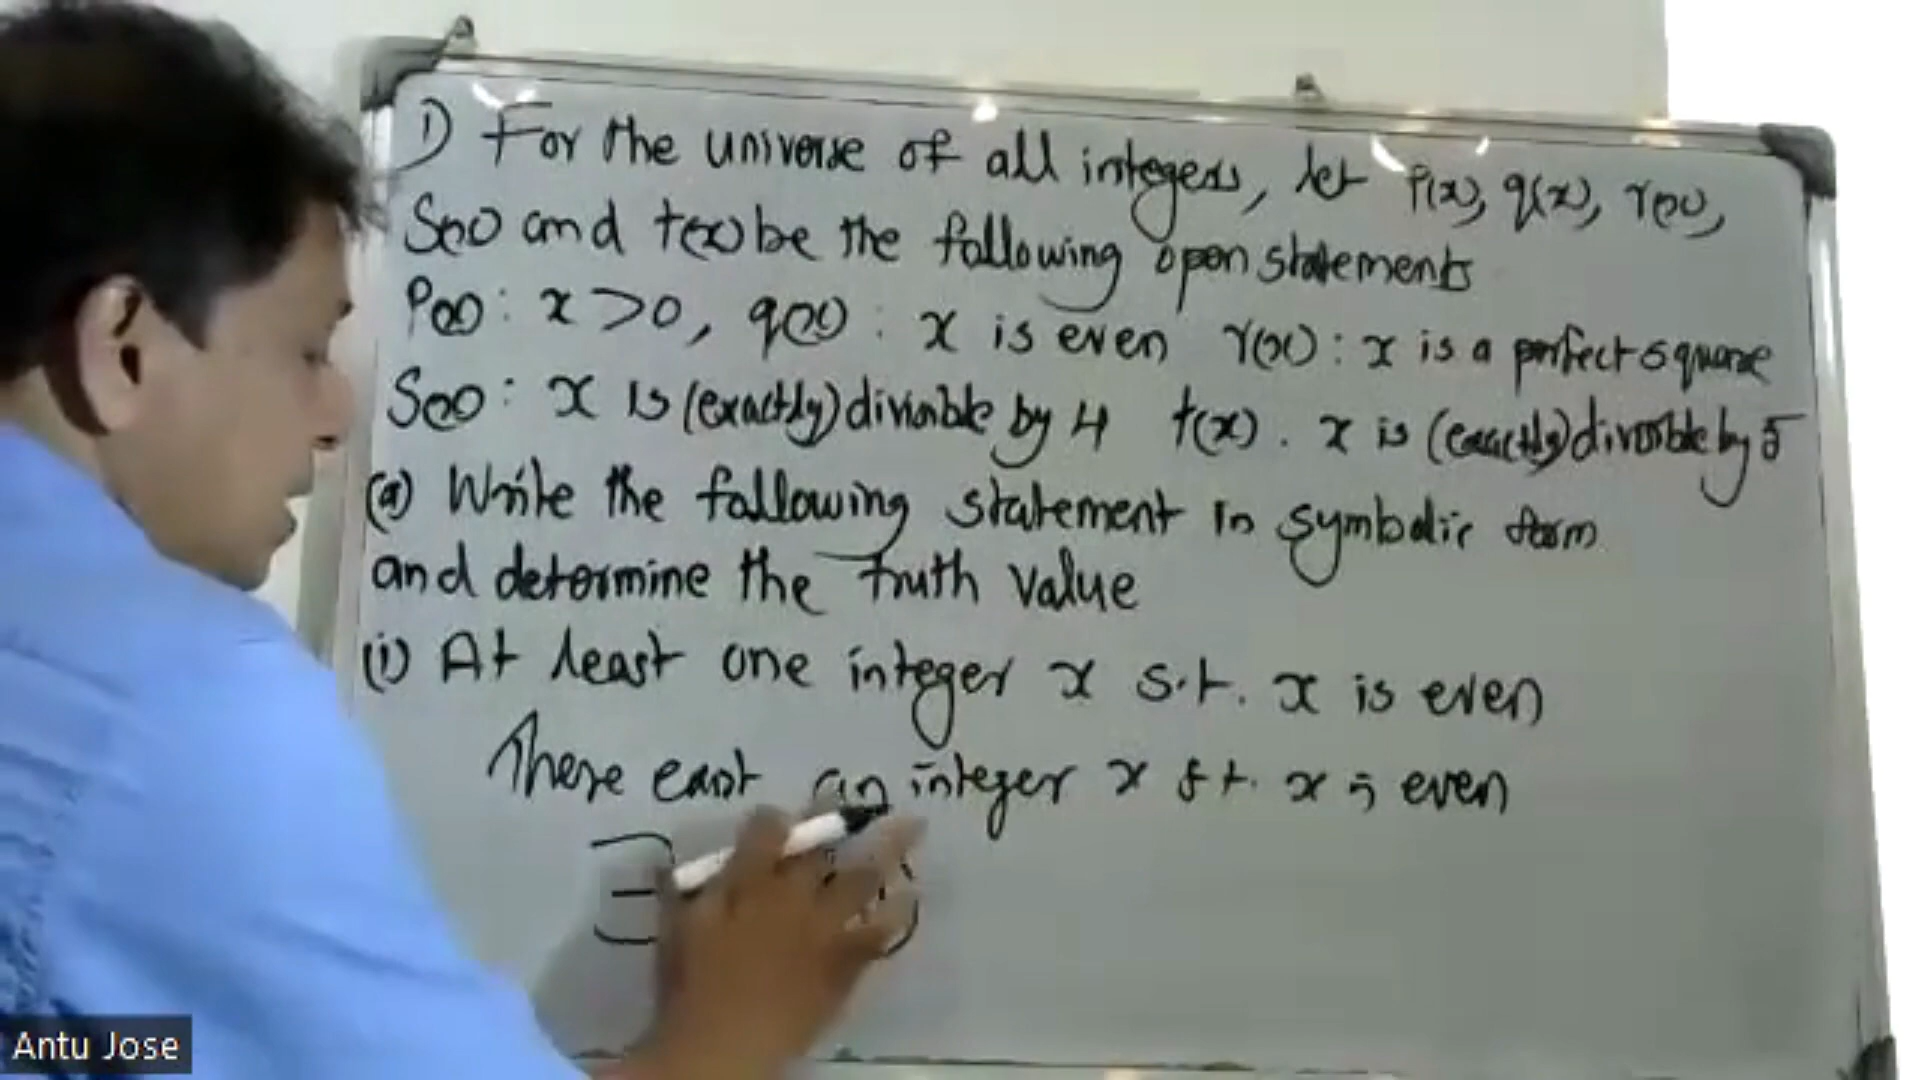 1) For the universe of all integers, let P(x), q(x), r(x),
S(x) and t(x) be the following open statements
P(x) : x > 0, q(x) : x is even r(x) : x is a perfect square
S(x) : x is (exactly) divisible by 4 t(x) . x is (exactly) divisible by 5
(a) Write the following statement in symbolic form
and determine the truth value
(i) At least one integer x s.t. x is even
There exist an integer x s.t. x is even
∃
Antu Jose